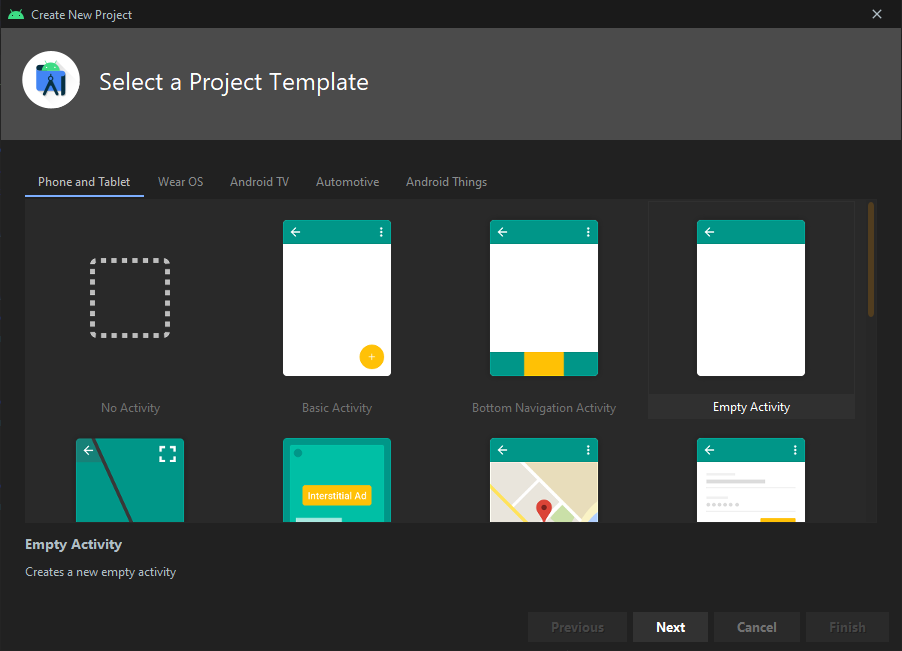 Create New Project
Select a Project Template
Phone and Tablet Wear OS Android TV Automotive Android Things
No Activity Basic Activity Bottom Navigation Activity Empty Activity
Interstitial Ad
Empty Activity
Creates a new empty activity
Previous Next Cancel Finish